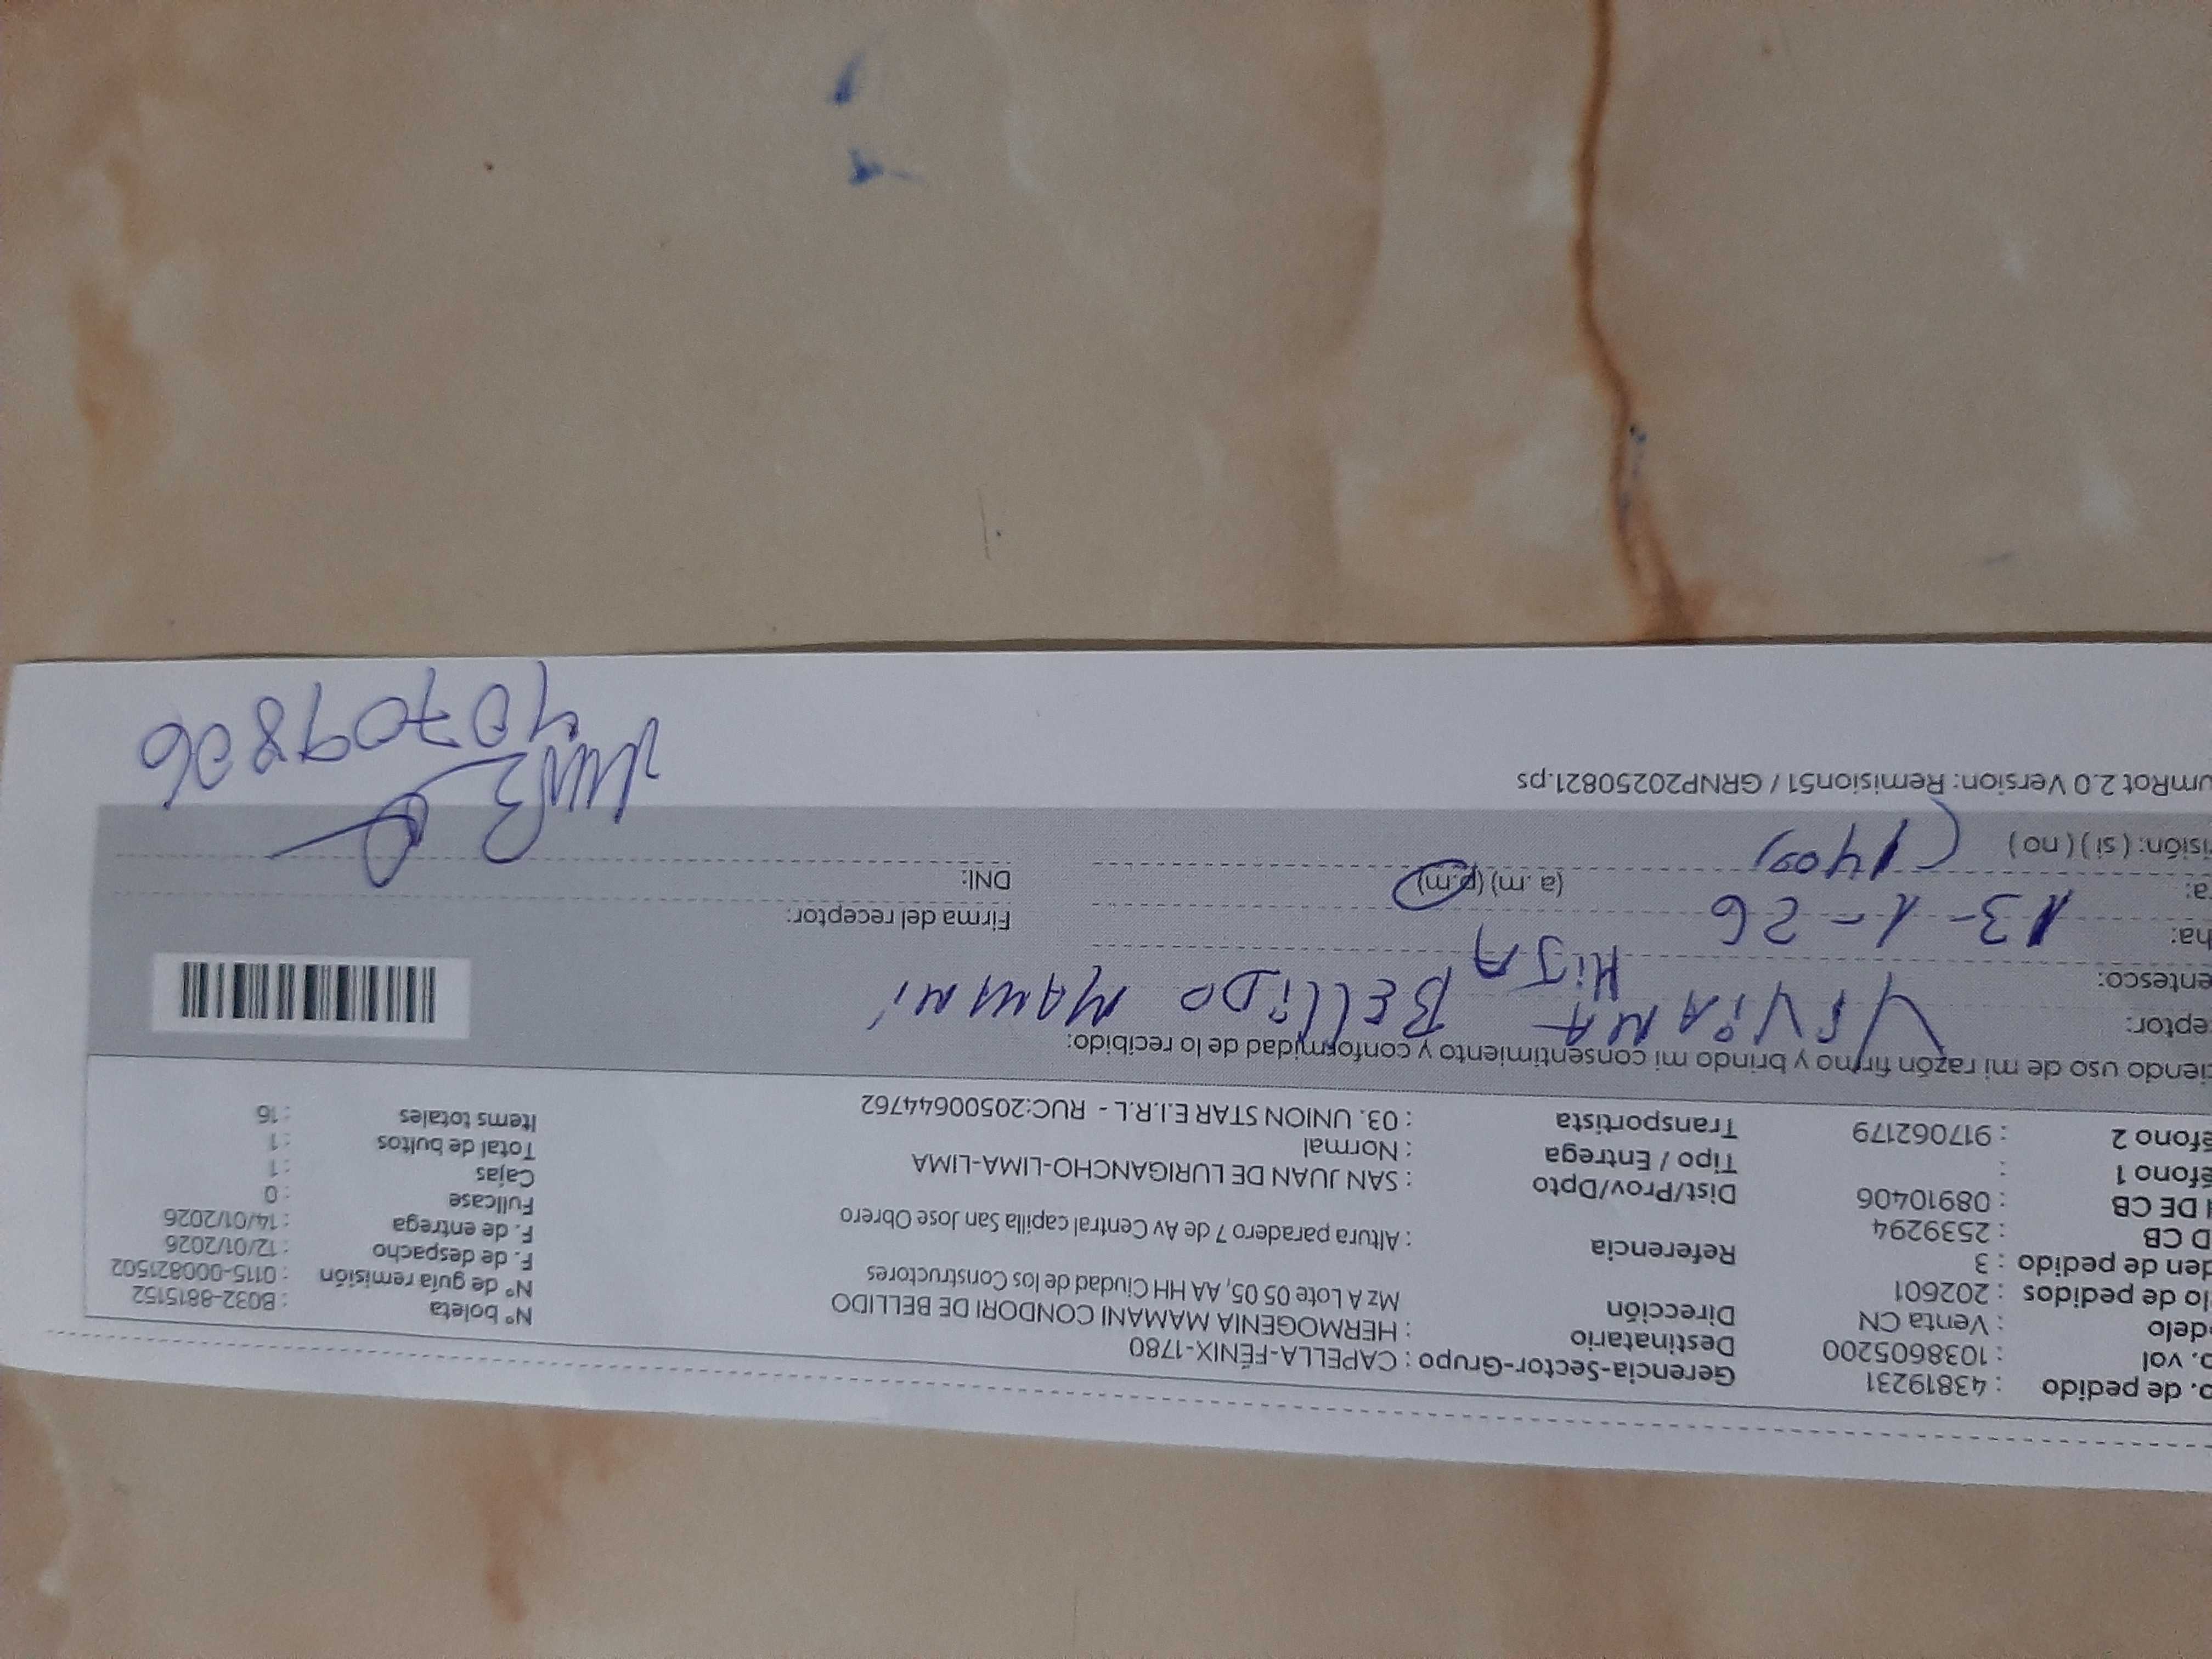 o. de pedido : 43819231 Gerencia-Sector-Grupo : CAPELLA-FÉNIX-1780
o. vol : 1038605200 Destinatario : HERMOGENIA MAMANI CONDORI DE BELLIDO Nº boleta : B032-8815152
delo : Venta CN Dirección Mz A Lote 05 05, AA HH Ciudad de los Constructores Nº de guía remisión : 0115-000821502
lo de pedidos : 202601 F. de despacho : 12/01/2026
den de pedido : 3 Referencia : Altura paradero 7 de Av Central capilla San Jose Obrero F. de entrega : 14/01/2026
D CB : 2539294 Fullcase : 0
I DE CB : 08910406 Dist/Prov/Dpto : SAN JUAN DE LURIGANCHO-LIMA-LIMA Cajas : 1
éfono 1 : Tipo / Entrega : Normal Total de bultos : 1
éfono 2 : 917062179 Transportista : 03. UNION STAR E.I.R.L - RUC:20500644762 Items totales : 16
ciendo uso de mi razón firmo y brindo mi consentimiento y conformidad de lo recibido:
ceptor: BELLIDO MAMANI
entesco: HIJA
ha: 13-1-26 Firma del receptor:
a: (a .m) (p.m) DNI:
isión: ( si ) ( no ) (1400)
umRot 2.0 Version: Remision51 / GRNP20250821.ps